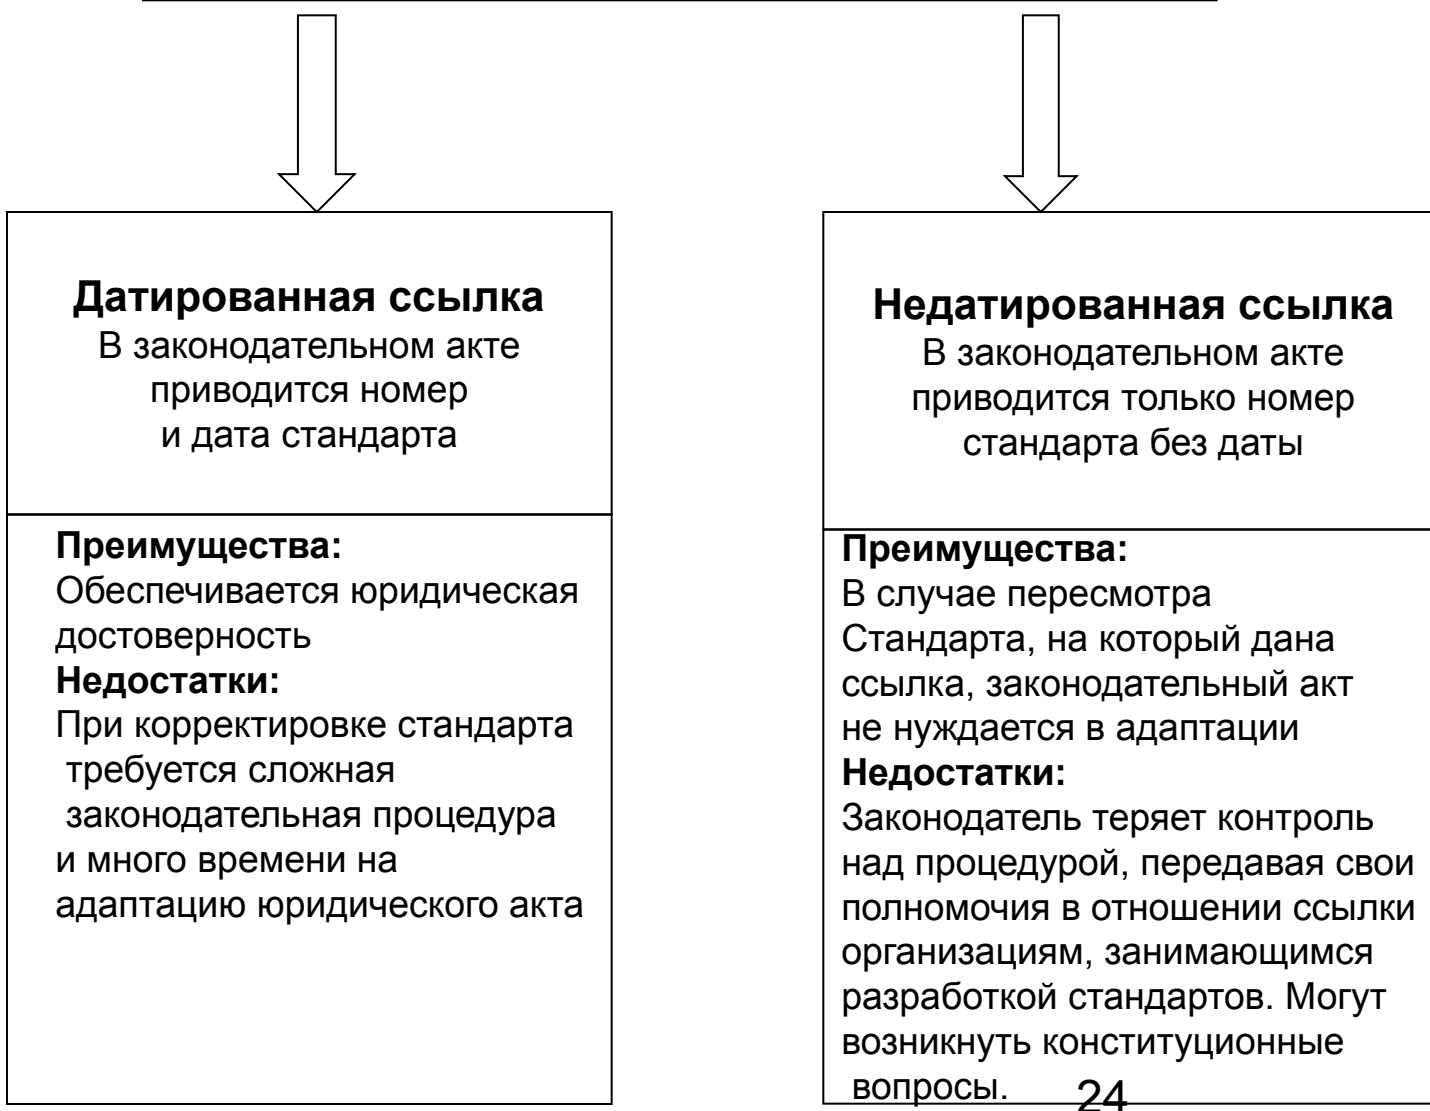 Датированная ссылка
В законодательном акте
приводится номер
и дата стандарта
Преимущества:
Обеспечивается юридическая
достоверность
Недостатки:
При корректировке стандарта
требуется сложная
законодательная процедура
и много времени на
адаптацию юридического акта
Недатированная ссылка
В законодательном акте
приводится только номер
стандарта без даты
Преимущества:
В случае пересмотра
Стандарта, на который дана
ссылка, законодательный акт
не нуждается в адаптации
Недостатки:
Законодатель теряет контроль
над процедурой, передавая свои
полномочия в отношении ссылки
организациям, занимающимся
разработкой стандартов. Могут
возникнуть конституционные
вопросы.
24